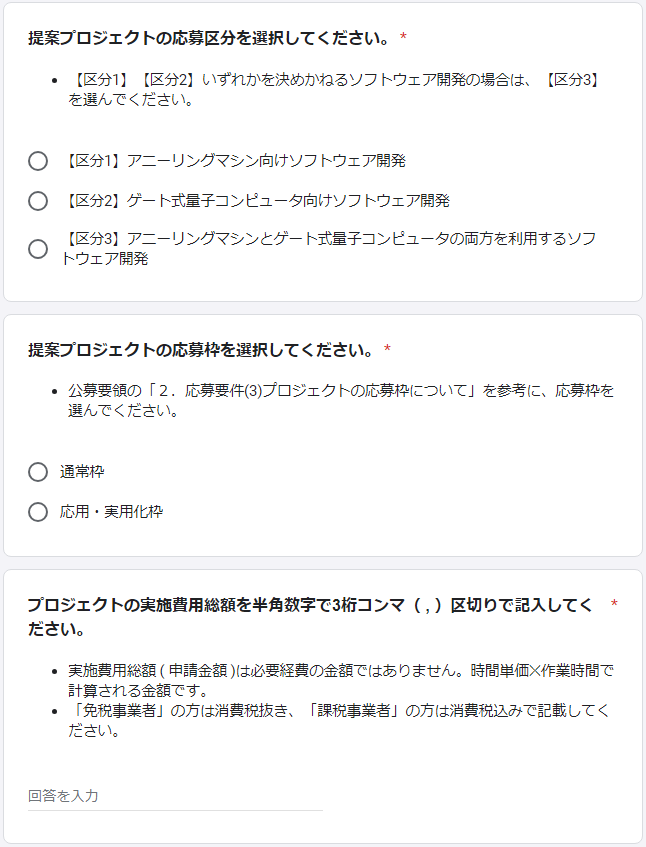 提案プロジェクトの応募区分を選択してください。 *
• 【区分1】【区分2】いずれかを決めかねるソフトウェア開発の場合は、【区分3】
を選んでください。
【区分1】アニーリングマシン向けソフトウェア開発
【区分2】ゲート式量子コンピュータ向けソフトウェア開発
【区分3】アニーリングマシンとゲート式量子コンピュータの両方を利用するソフ
トウェア開発
提案プロジェクトの応募枠を選択してください。 *
• 公募要領の「２．応募要件(3)プロジェクトの応募枠について」を参考に、応募枠を
選んでください。
通常枠
応用・実用化枠
プロジェクトの実施費用総額を半角数字で3桁コンマ（ , ）区切りで記入してく *
ださい。
• 実施費用総額 ( 申請金額 )は必要経費の金額ではありません。時間単価×作業時間で
計算される金額です。
• 「免税事業者」の方は消費税抜き、「課税事業者」の方は消費税込みで記載してく
ださい。
回答を入力